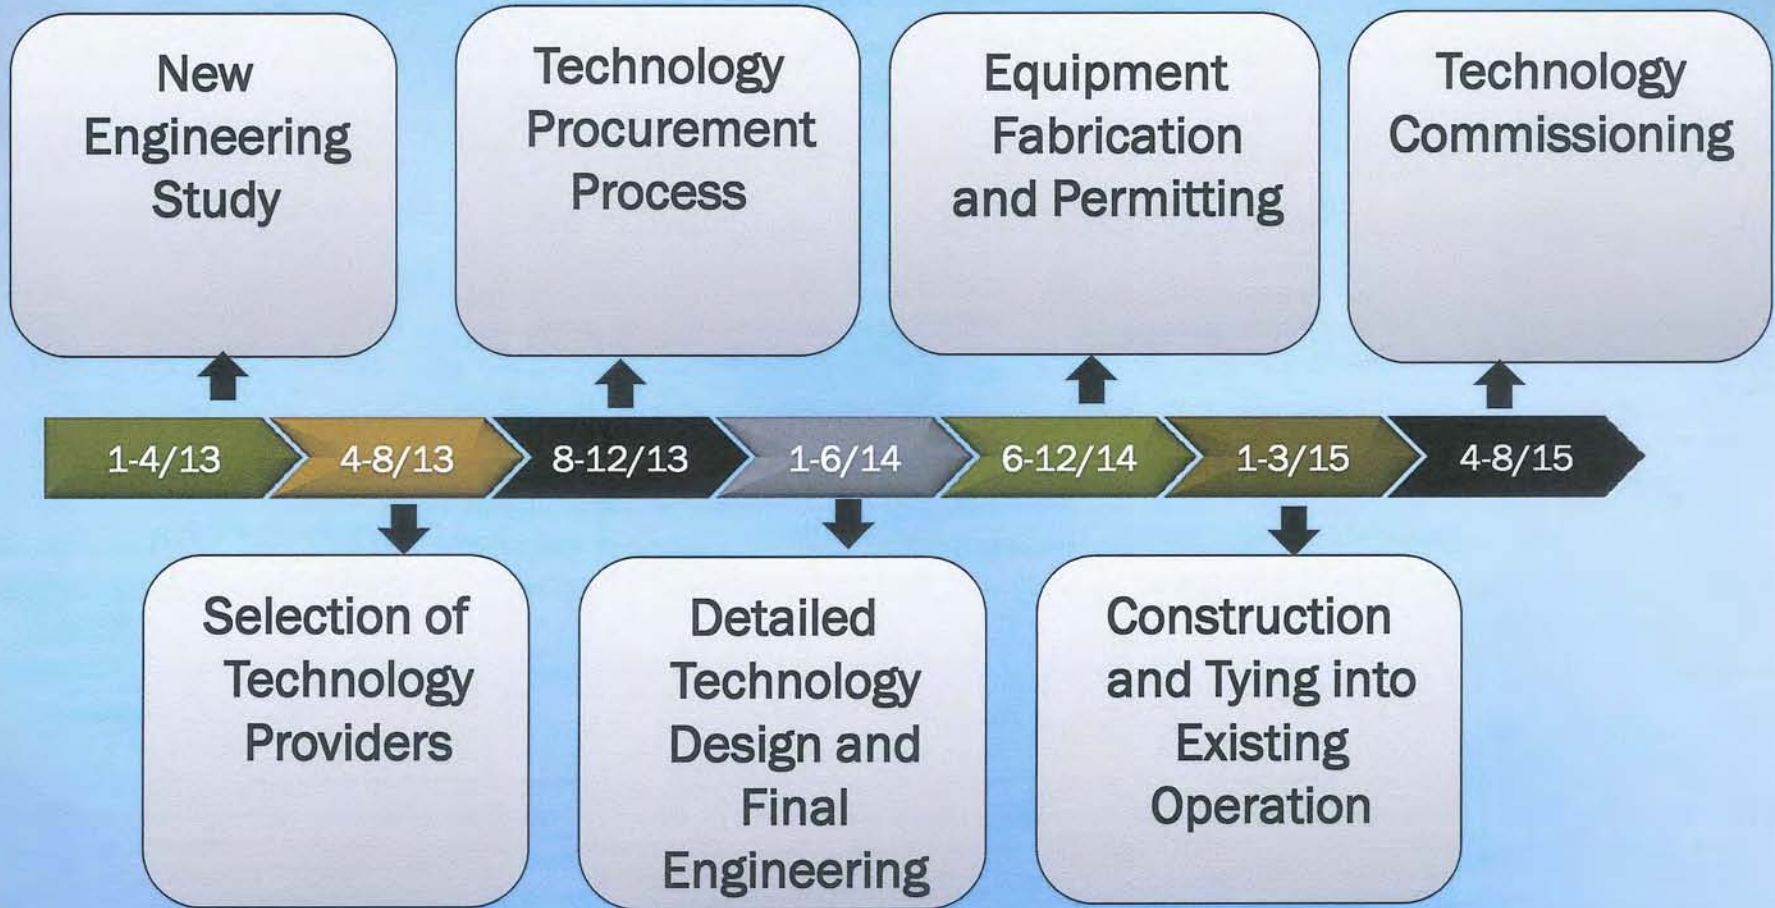 New
Engineering
Study
Technology
Procurement
Process
Equipment
Fabrication
and Permitting
Technology
Commissioning
1-4/13
4-8/13
8-12/13
1-6/14
6-12/14
1-3/15
4-8/15
Selection of
Technology
Providers
Detailed
Technology
Design and
Final
Engineering
Construction
and Tying into
Existing
Operation